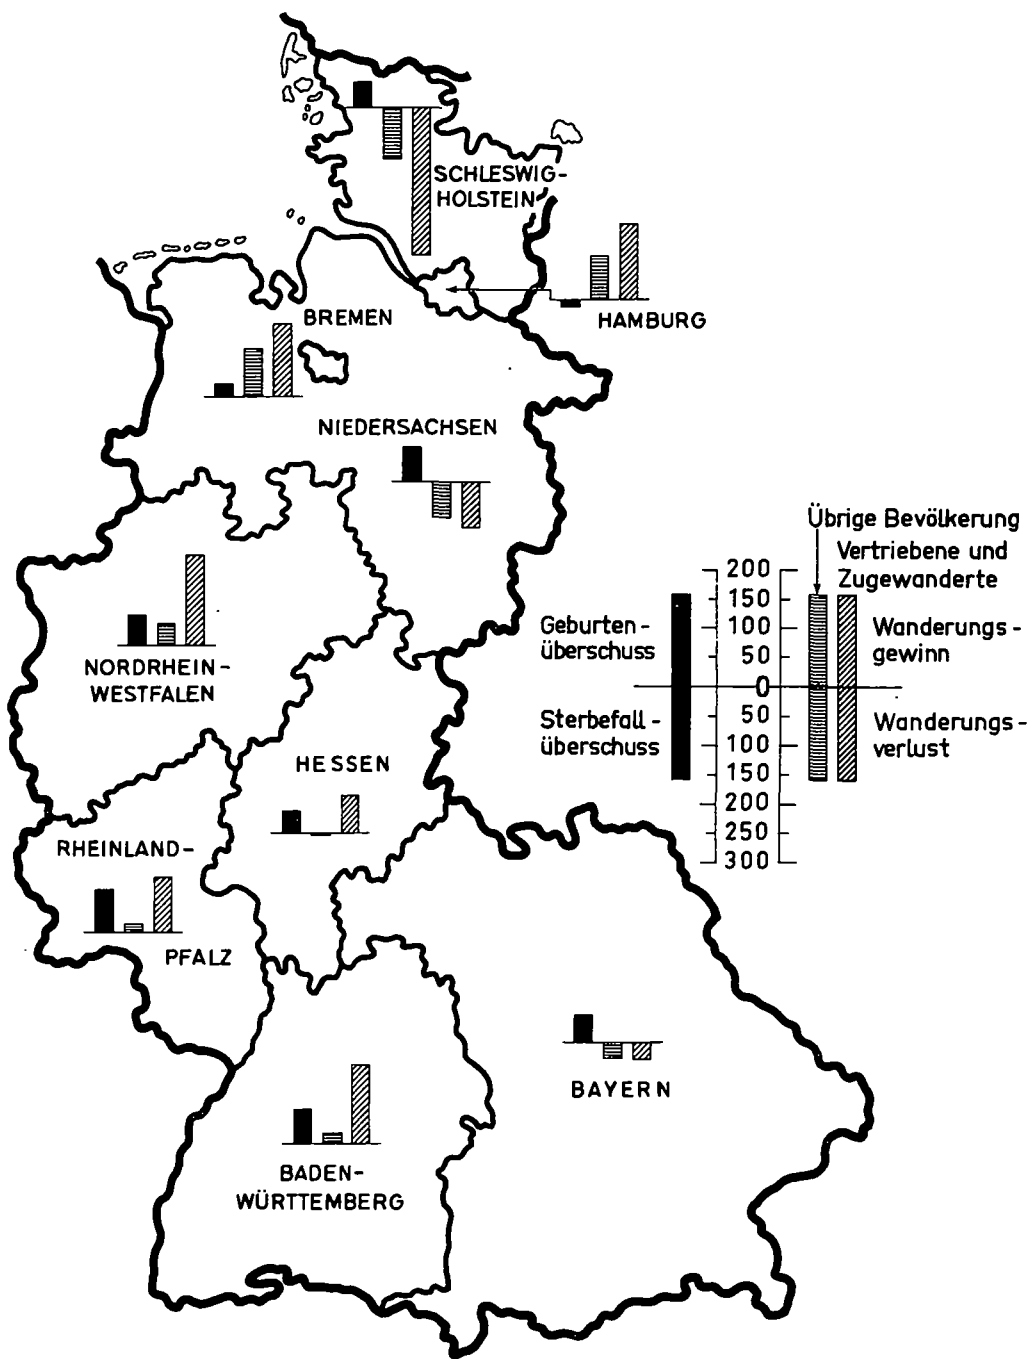 SCHLESWIG-
HOLSTEIN
HAMBURG
BREMEN
NIEDERSACHSEN
NORDRHEIN-
WESTFALEN
HESSEN
RHEINLAND-
PFALZ
BADEN-
WÜRTTEMBERG
BAYERN
Übrige Bevölkerung
Vertriebene und
Zugewanderte
Geburten-
überschuss
Sterbefall-
überschuss
200
150
100
50
0
50
100
150
200
250
300
Wanderungs-
gewinn
Wanderungs-
verlust